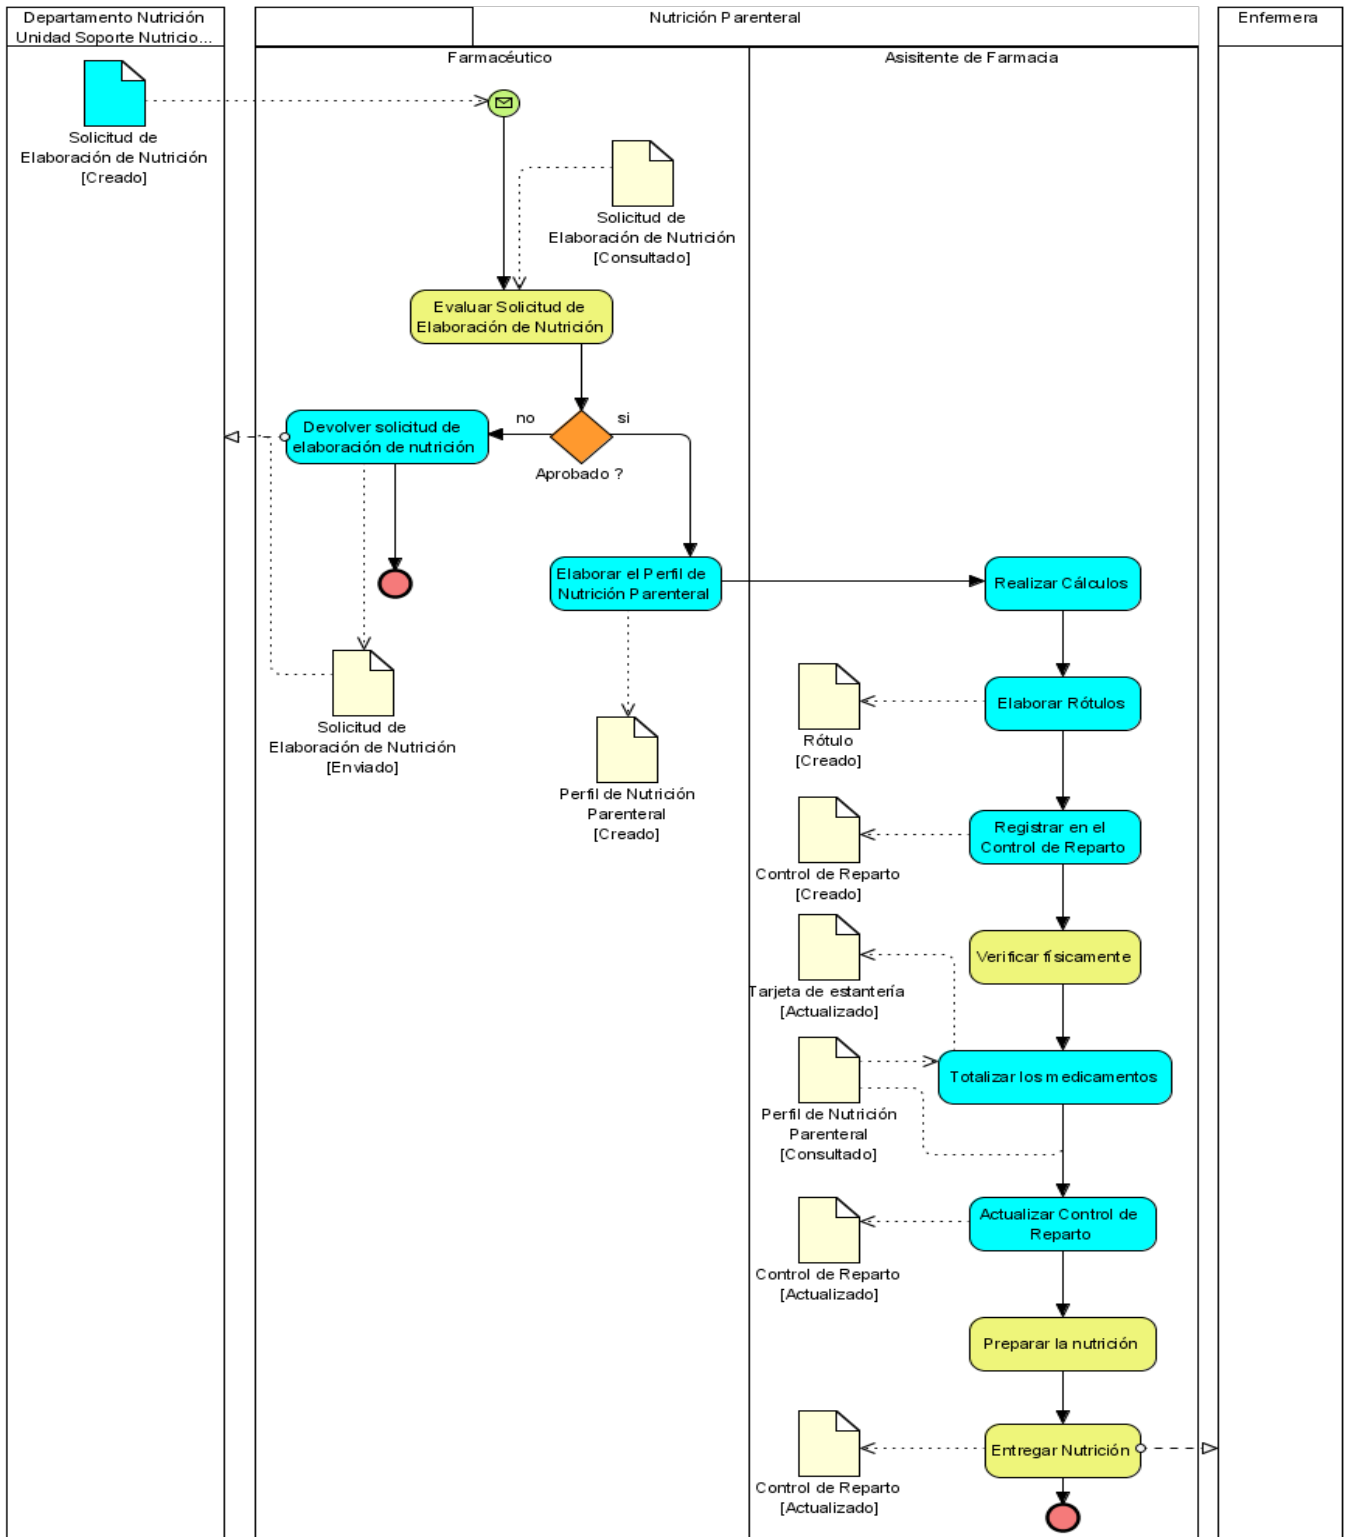 Departamento Nutrición
Unidad Soporte Nutricio...
Nutrición Parenteral
Enfermera
Farmacéutico
Asisitente de Farmacia
Solicitud de
Elaboración de Nutrición
[Creado]
Solicitud de
Elaboración de Nutrición
[Consultado]
Evaluar Solicitud de
Elaboración de Nutrición
Devolver solicitud de
elaboración de nutrición
no
si
Aprobado ?
Elaborar el Perfil de
Nutrición Parenteral
Realizar Cálculos
Solicitud de
Elaboración de Nutrición
[Enviado]
Perfil de Nutrición
Parenteral
[Creado]
Elaborar Rótulos
Rótulo
[Creado]
Registrar en el
Control de Reparto
Control de Reparto
[Creado]
Verificar físicamente
Tarjeta de estantería
[Actualizado]
Totalizar los medicamentos
Perfil de Nutrición
Parenteral
[Consultado]
Actualizar Control de
Reparto
Control de Reparto
[Actualizado]
Preparar la nutrición
Entregar Nutrición
Control de Reparto
[Actualizado]